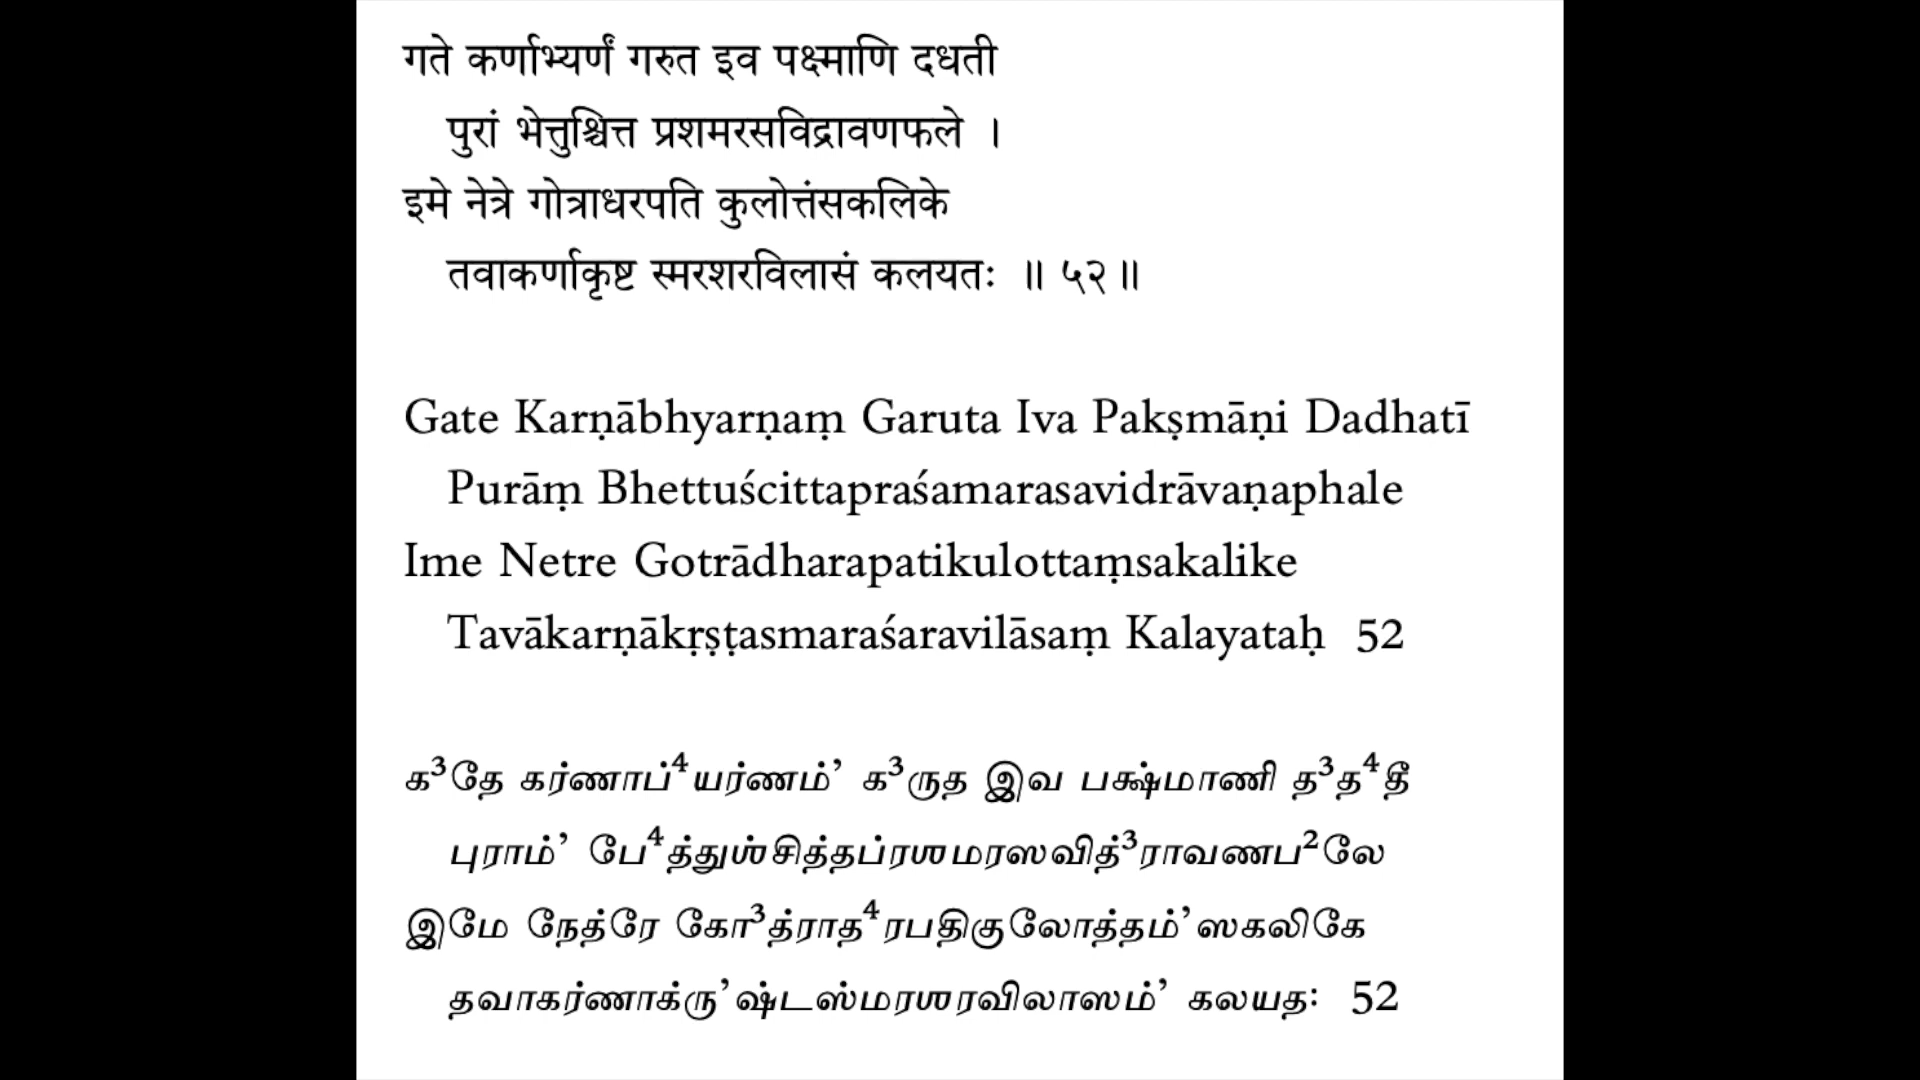 गते कर्णाभ्यर्णं गरुत इव पक्ष्माणि दधती
पुरां भेत्तुश्चित्त प्रशमरसविद्रावणफले ।
इमे नेत्रे गोत्राधरपति कुलोत्तंसकलिके
तवाकर्णाकृष्ट स्मरशरविलासं कलयतः ॥ ५२॥
Gate Karṇābhyarṇaṃ Garuta Iva Pakṣmāṇi Dadhatī
Purāṃ Bhettuścittapraśamarasavidrāvaṇaphale
Ime Netre Gotrādharapatikulottaṃsakalike
Tavākarṇākṛṣṭasmaraśaravilāsaṃ Kalayataḥ 52
க³தே கர்ணாப்⁴யர்ணம்ʼ க³ருத இவ பக்ஷ்மாணி த³த⁴தீ
புராம்ʼ பே⁴த்துஶ்சித்தப்ரஶமரஸவித்³ராவணப²லே
இமே நேத்ரே கோ³த்ராத⁴ரபதிகுலோத்தம்ʼஸகலிகே
தவாகர்ணாக்ருʼஷ்டஸ்மரஶரவிலாஸம்ʼ கலயத꞉ 52